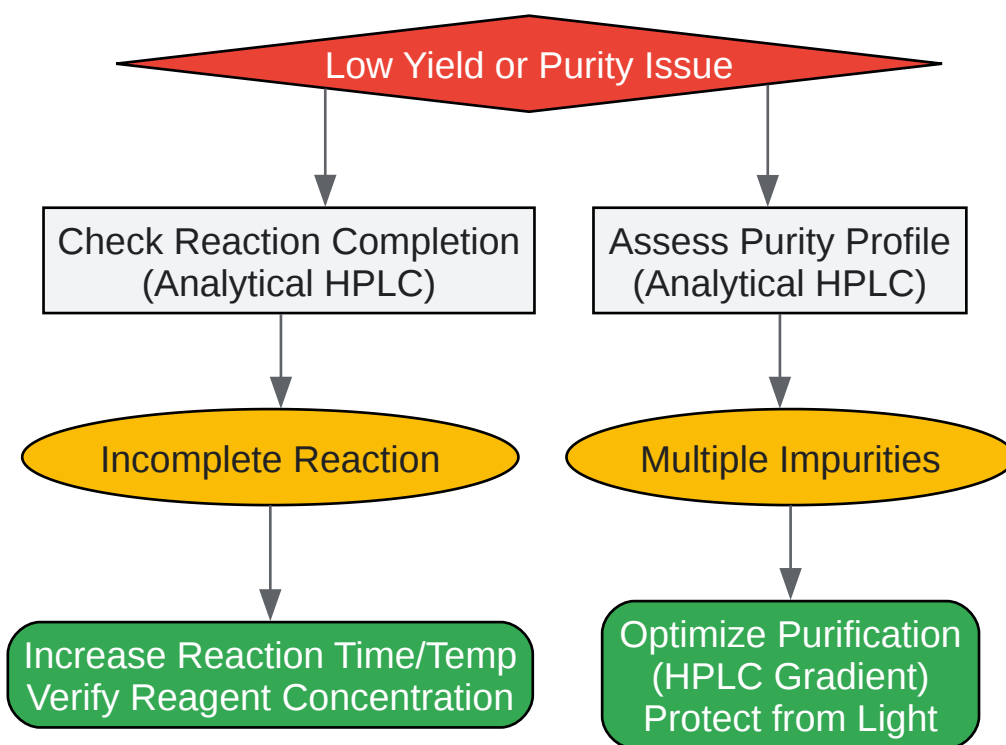 Low Yield or Purity Issue
Check Reaction Completion
(Analytical HPLC)
Assess Purity Profile
(Analytical HPLC)
Incomplete Reaction
Multiple Impurities
Increase Reaction Time/Temp
Verify Reagent Concentration
Optimize Purification
(HPLC Gradient)
Protect from Light